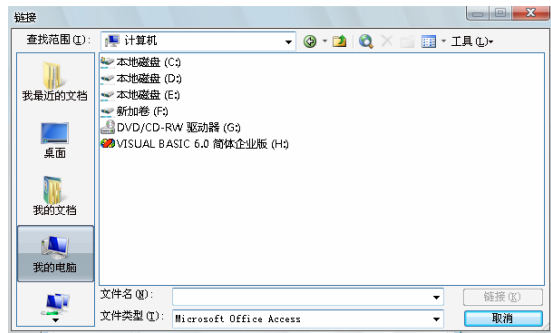 链接
查找范围(I): 计算机 工具(L)
我最近的文档
桌面
我的文档
我的电脑
本地磁盘 (C:)
本地磁盘 (D:)
本地磁盘 (E:)
新加卷 (F:)
DVD/CD-RW 驱动器 (G:)
VISUAL BASIC 6.0 简体企业版 (H:)
文件名(N): 链接(K)
文件类型(T): Microsoft Office Access 取消